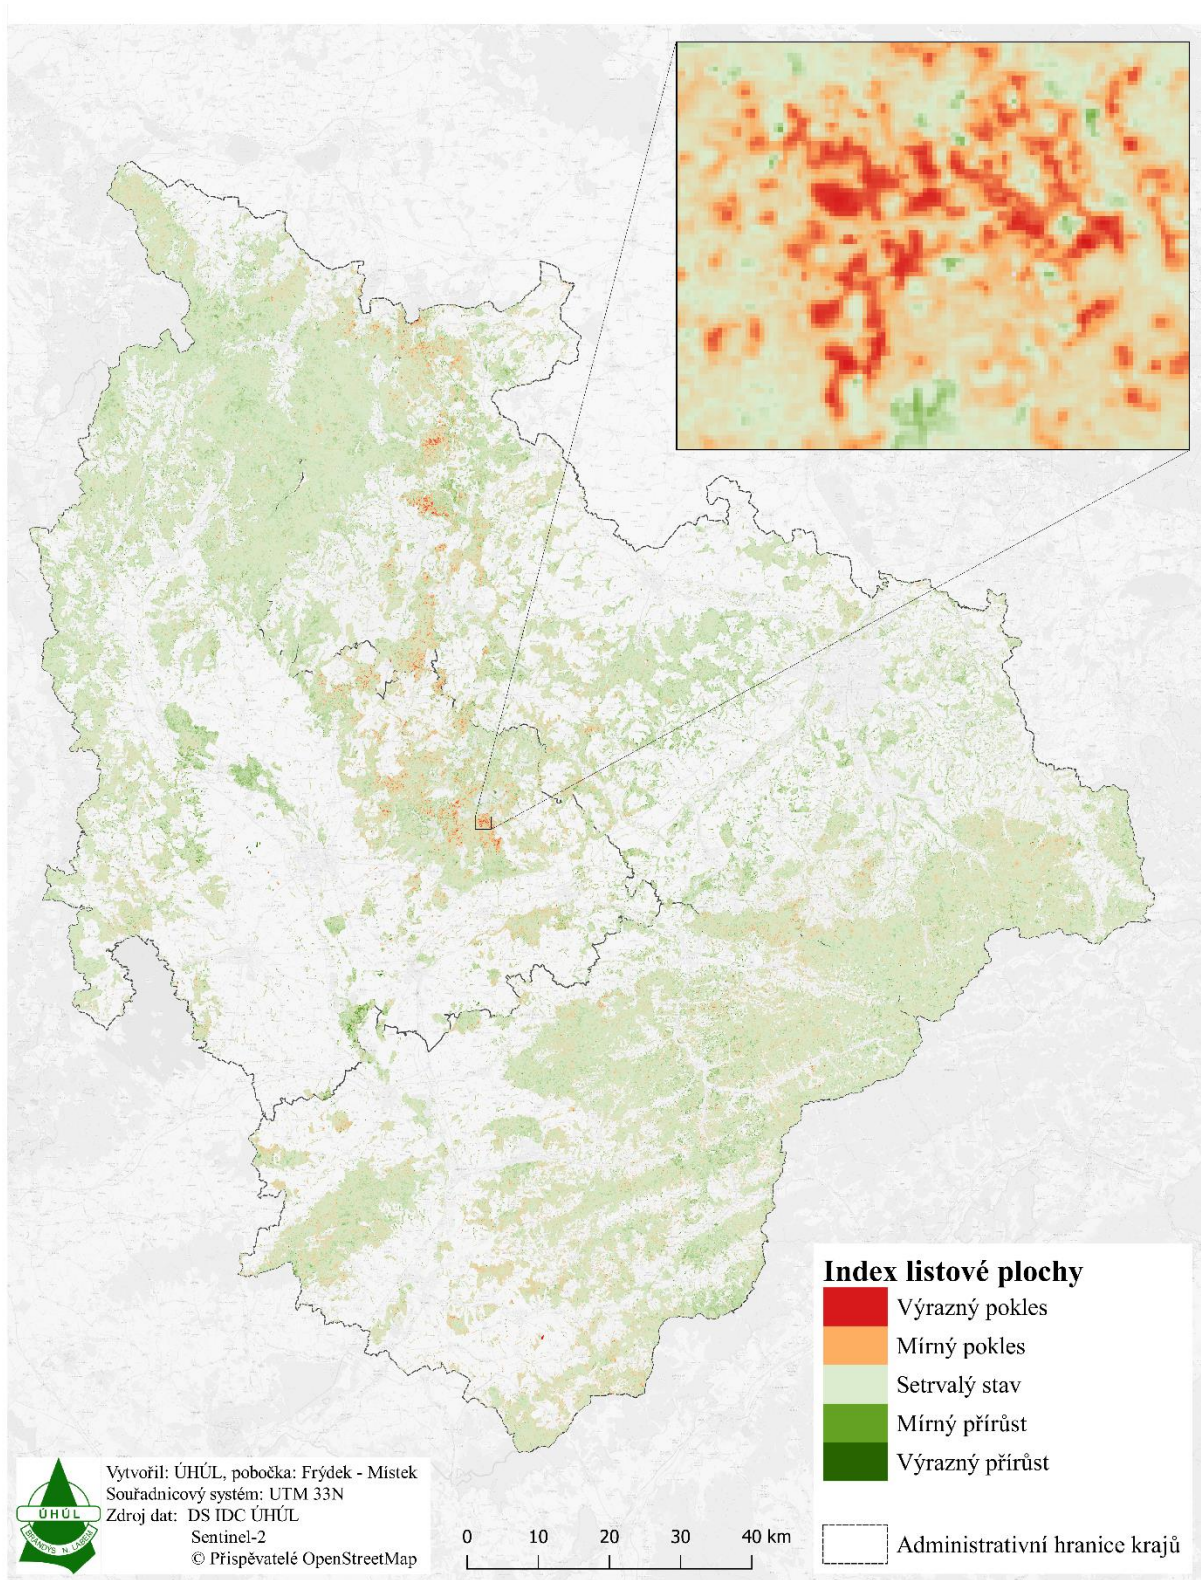 Index listové plochy
Výrazný pokles
Mírný pokles
Setrvalý stav
Mírný přírůst
Výrazný přírůst
Administrativní hranice krajů
Vytvořil: ÚHÚL, pobočka: Frýdek - Místek
Souřadnicový systém: UTM 33N
Zdroj dat: DS IDC ÚHÚL
Sentinel-2
© Přispěvatelé OpenStreetMap
ÚHÚL
BRANDÝS N LABEM
0 10 20 30 40 km